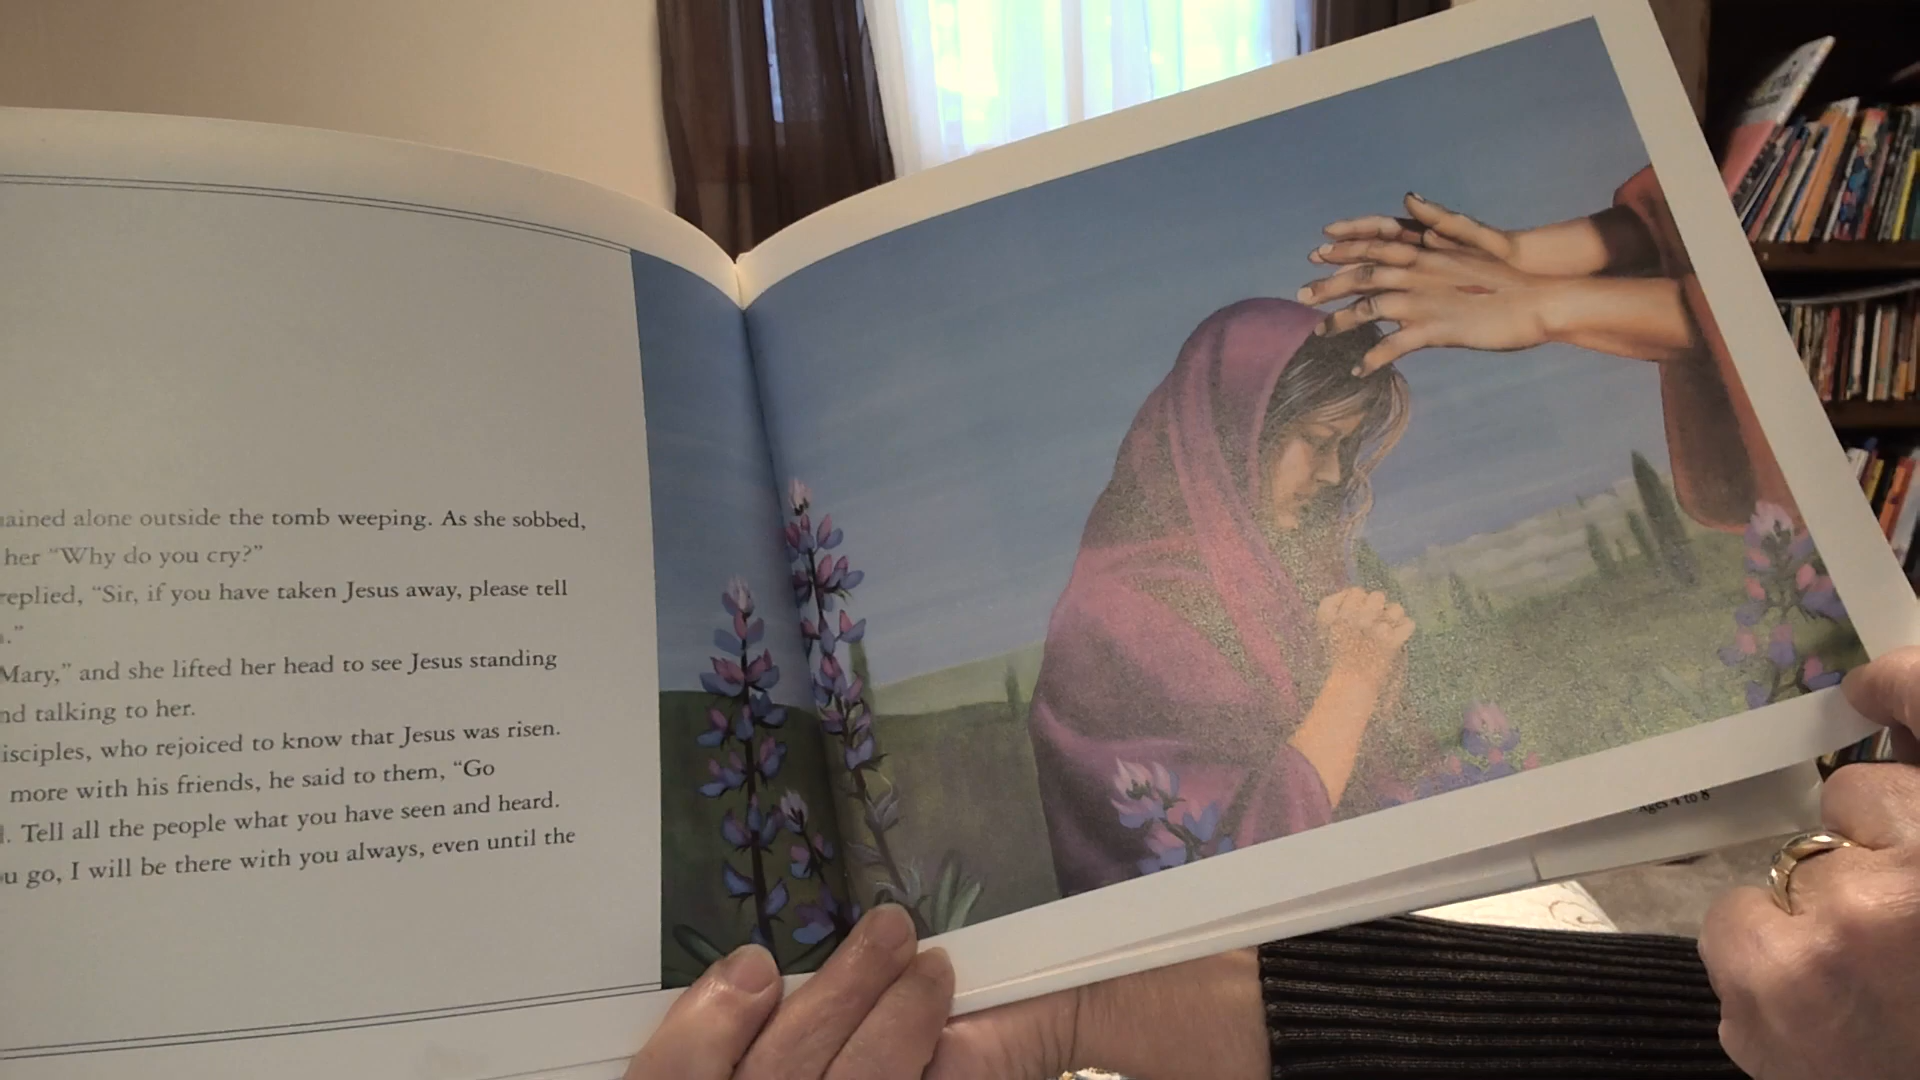 ained alone outside the tomb weeping. As she sobbed,
her “Why do you cry?”
replied, “Sir, if you have taken Jesus away, please tell
.”
Mary,” and she lifted her head to see Jesus standing
nd talking to her.
isciples, who rejoiced to know that Jesus was risen.
more with his friends, he said to them, “Go
. Tell all the people what you have seen and heard.
u go, I will be there with you always, even until the
Ages 4 to 8